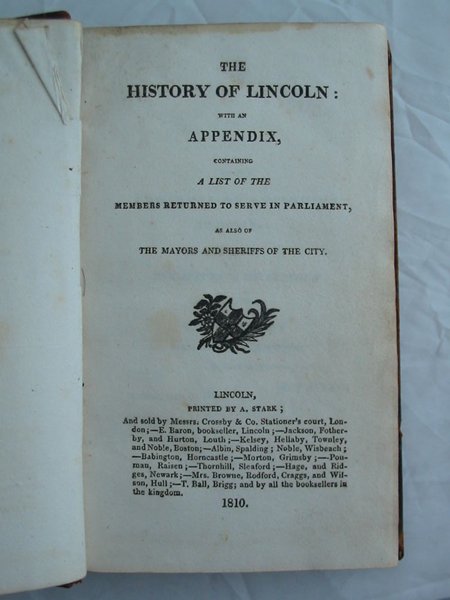 THE
HISTORY OF LINCOLN:
WITH AN
APPENDIX,
CONTAINING
A LIST OF THE
MEMBERS RETURNED TO SERVE IN PARLIAMENT,
AS ALSO OF
THE MAYORS AND SHERIFFS OF THE CITY.
LINCOLN,
PRINTED BY A. STARK;
And sold by Messrs. Crossby & Co. Stationer's court, Lon-
don;—E. Baron, bookseller, Lincoln;—Jackson, Fother-
by, and Hurton, Louth;—Kelsey, Hellaby, Townley,
and Noble, Boston;—Albin, Spalding; Noble, Wisbeach;
—Babington, Horncastle;—Morton, Grimsby;—Pou-
man, Raisen;—Thornhill, Sleaford;—Hage, and Rid-
ges, Newark;—Mrs. Browne, Rodford, Craggs, and Wil-
son, Hull;—T. Ball, Brigg; and by all the booksellers in
the kingdom.
1810.